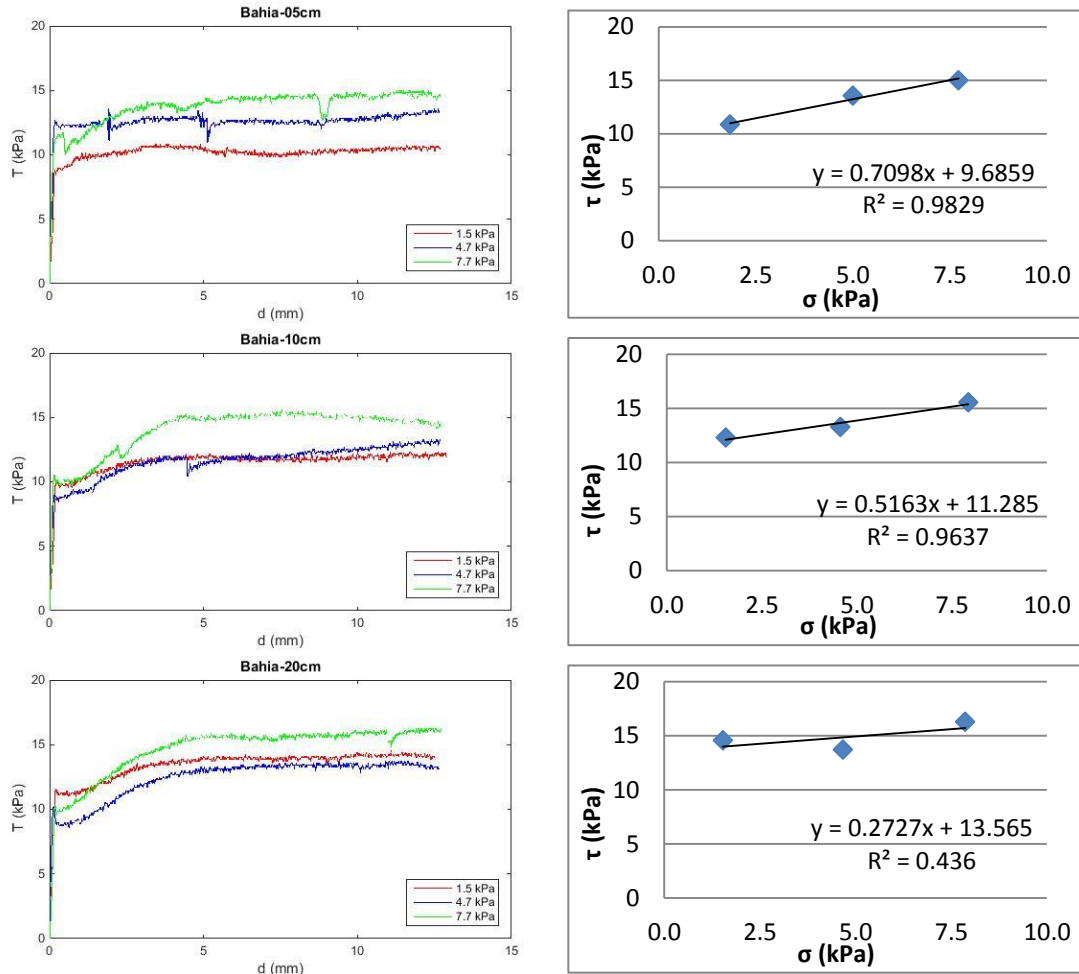 Bahia-05cm
20
15
10
5
0
T (kPa)
1.5 kPa
4.7 kPa
7.7 kPa
0 5 10 15
d (mm)
20
15
10
5
0
τ (kPa)
y = 0.7098x + 9.6859
R² = 0.9829
0.0 2.5 5.0 7.5 10.0
σ (kPa)
Bahia-10cm
20
15
10
5
0
T (kPa)
1.5 kPa
4.7 kPa
7.7 kPa
0 5 10 15
d (mm)
20
15
10
5
0
τ (kPa)
y = 0.5163x + 11.285
R² = 0.9637
0.0 2.5 5.0 7.5 10.0
σ (kPa)
Bahia-20cm
20
15
10
5
0
T (kPa)
1.5 kPa
4.7 kPa
7.7 kPa
0 5 10 15
d (mm)
20
15
10
5
0
τ (kPa)
y = 0.2727x + 13.565
R² = 0.436
0.0 2.5 5.0 7.5 10.0
σ (kPa)